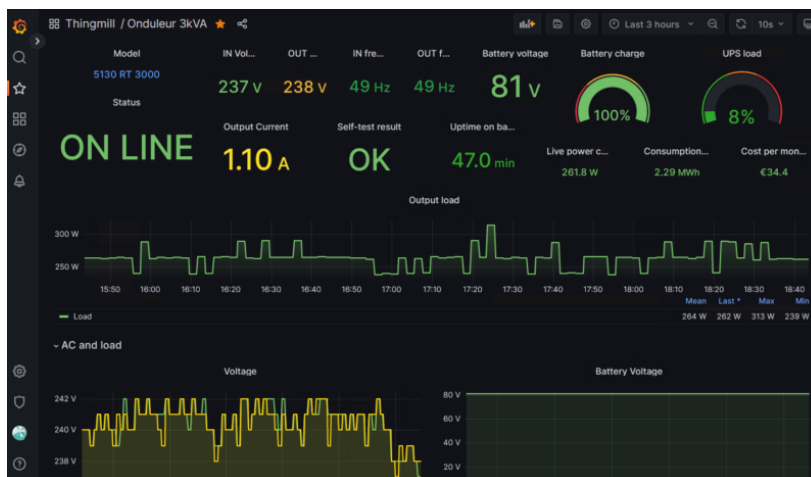 Thingmill / Onduleur 3kVA
Last 3 hours
10s
Model
5130 RT 3000
Status
ON LINE
IN Vol...
237 V
OUT ...
238 V
IN fre...
49 Hz
OUT f...
49 Hz
Battery voltage
81 V
Battery charge
100%
UPS load
8%
Output Current
1.10 A
Self-test result
OK
Uptime on ba...
47.0 min
Live power c...
261.8 W
Consumption...
2.29 MWh
Cost per mon...
€34.4
Output load
300 W
250 W
15:50 16:00 16:10 16:20 16:30 16:40 16:50 17:00 17:10 17:20 17:30 17:40 17:50 18:00 18:10 18:20 18:30 18:40
Mean Last * Max Min
Load 264 W 262 W 313 W 239 W
AC and load
Voltage
242 V
240 V
238 V
Battery Voltage
80 V
60 V
40 V
20 V